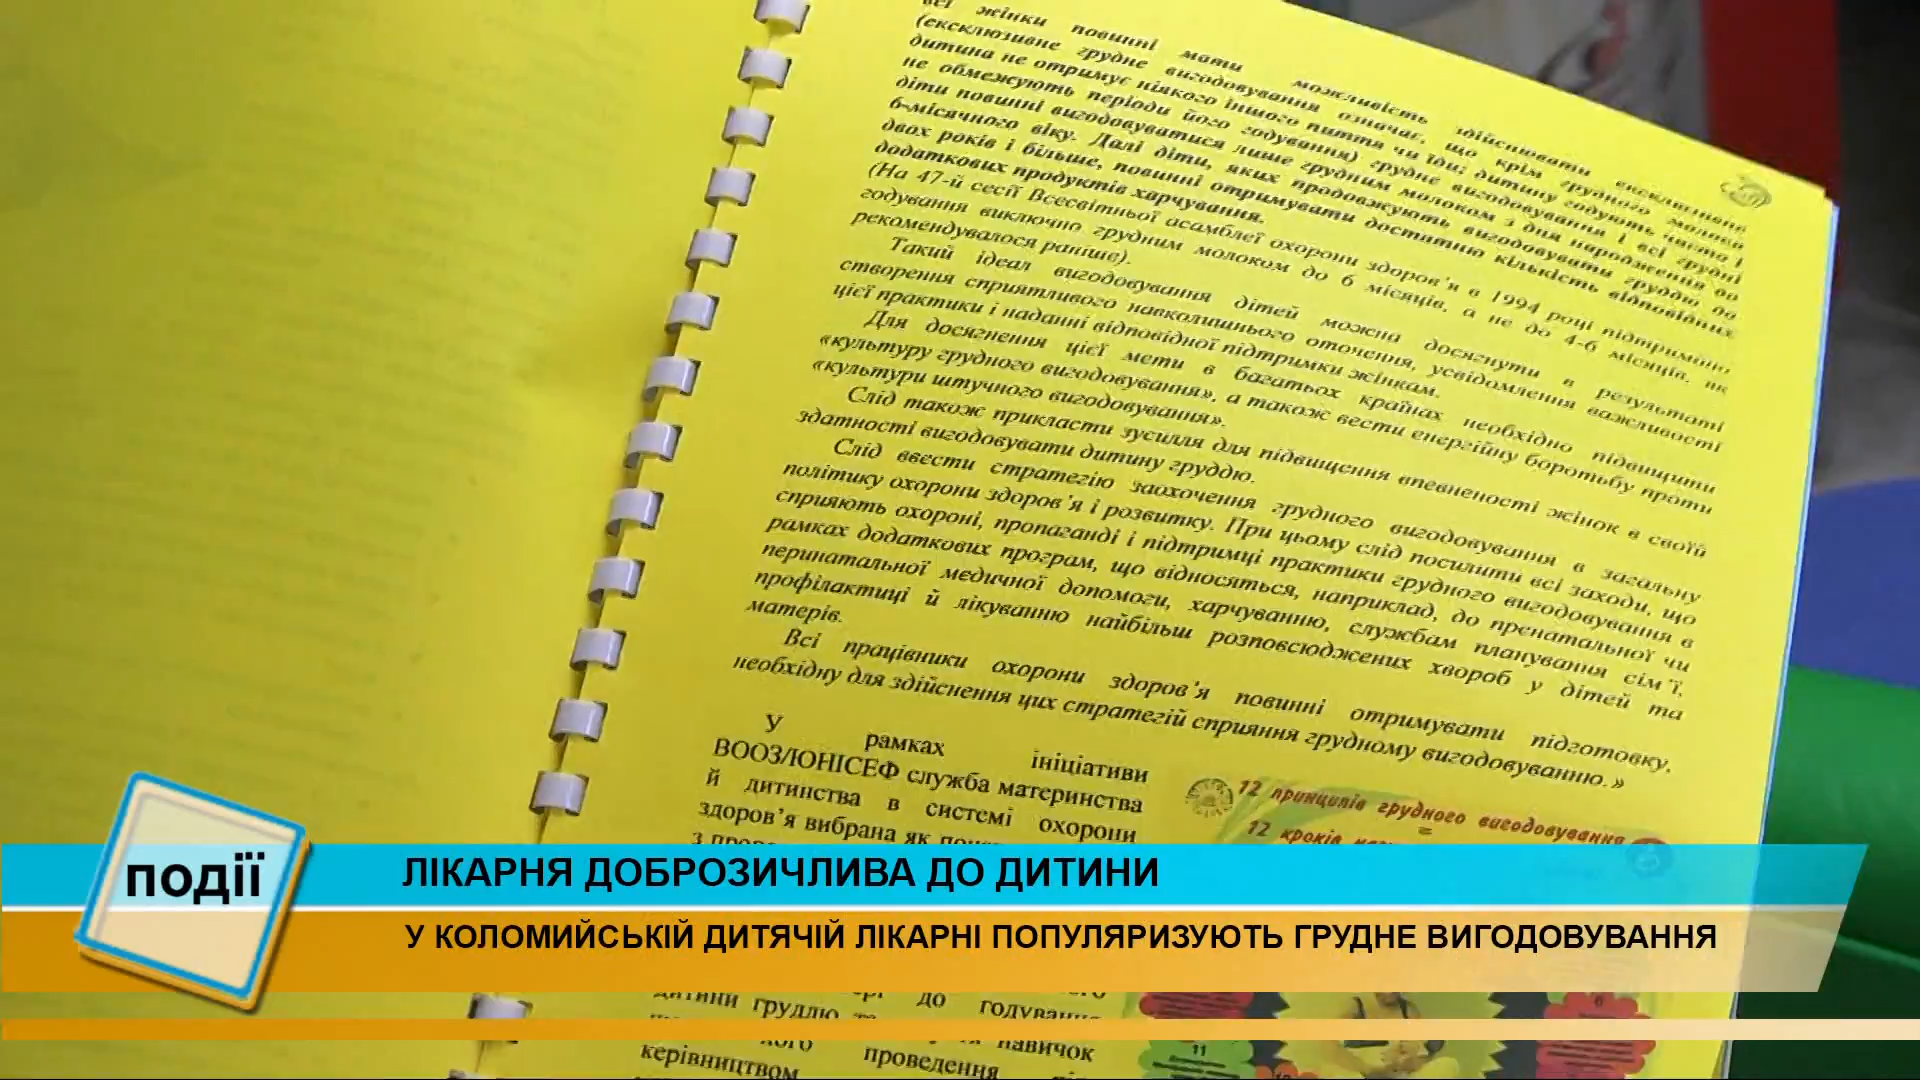 всі жінки повинні мати можливість здійснювати ексклюзивне
(ексклюзивне грудне вигодовування означає, що крім грудного молока
дитина не отримує ніякого іншого пиття чи їди; дитину годують часто і
не обмежують періоди його годування) грудне вигодовування і всі грудні
діти повинні вигодовуватися лише грудним молоком з дня народження до
6-місячного віку. Далі діти, яких продовжують вигодовувати груддю до
двох років і більше, повинні отримувати достатню кількість відповідних
додаткових продуктів харчування.
(На 47-й сесії Всесвітньої асамблеї охорони здоров'я в 1994 році підтримано
годування виключно грудним молоком до 6 місяців, а не до 4-6 місяців, як
рекомендувалося раніше).
Такий ідеал вигодовування дітей можна досягнути в результаті
створення сприятливого навколишнього оточення, усвідомлення важливості
цієї практики і наданні відповідної підтримки жінкам.
Для досягнення цієї мети в багатьох країнах необхідно підвищити
«культуру грудного вигодовування», а також вести енергійну боротьбу проти
«культури штучного вигодовування».
Слід також прикласти зусилля для підвищення впевненості жінок в своїй
здатності вигодовувати дитину груддю.
Слід ввести стратегію заохочення грудного вигодовування в загальну
політику охорони здоров'я і розвитку. При цьому слід посилити всі заходи, що
сприяють охороні, пропаганді і підтримці практики грудного вигодовування в
рамках додаткових програм, що відносяться, наприклад, до пренатальної чи
перинатальної медичної допомоги, харчуванню, службам планування сім'ї,
профілактиці й лікуванню найбільш розповсюджених хвороб у дітей та
матерів.
Всі працівники охорони здоров'я повинні отримувати підготовку,
необхідну для здійснення цих стратегій сприяння грудному вигодовуванню.»
У рамках ініціативи
ВООЗ/ЮНІСЕФ служба материнства
й дитинства в системі охорони
здоров'я вибрана як
12 принципів грудного вигодовування
=
12 кроків
події
ЛІКАРНЯ ДОБРОЗИЧЛИВА ДО ДИТИНИ
У КОЛОМИЙСЬКІЙ ДИТЯЧІЙ ЛІКАРНІ ПОПУЛЯРИЗУЮТЬ ГРУДНЕ ВИГОДОВУВАННЯ
до годування
дитини груддю
навичок
проведення
керівництвом
6
11